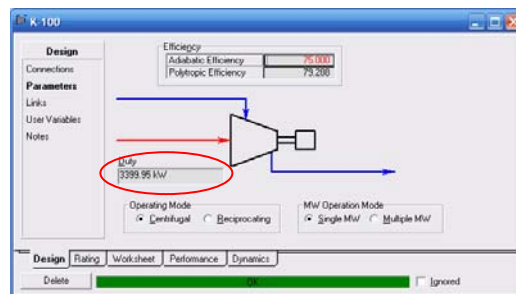 K-100
Design
Connections
Parameters
Links
User Variables
Notes
Efficiency
Adiabatic Efficiency 75.000
Polytropic Efficiency 79.288
Duty
3399.95 kW
Operating Mode
Centrifugal Reciprocating
MW Operation Mode
Single MW Multiple MW
Design Rating Worksheet Performance Dynamics
Delete OK Ignored